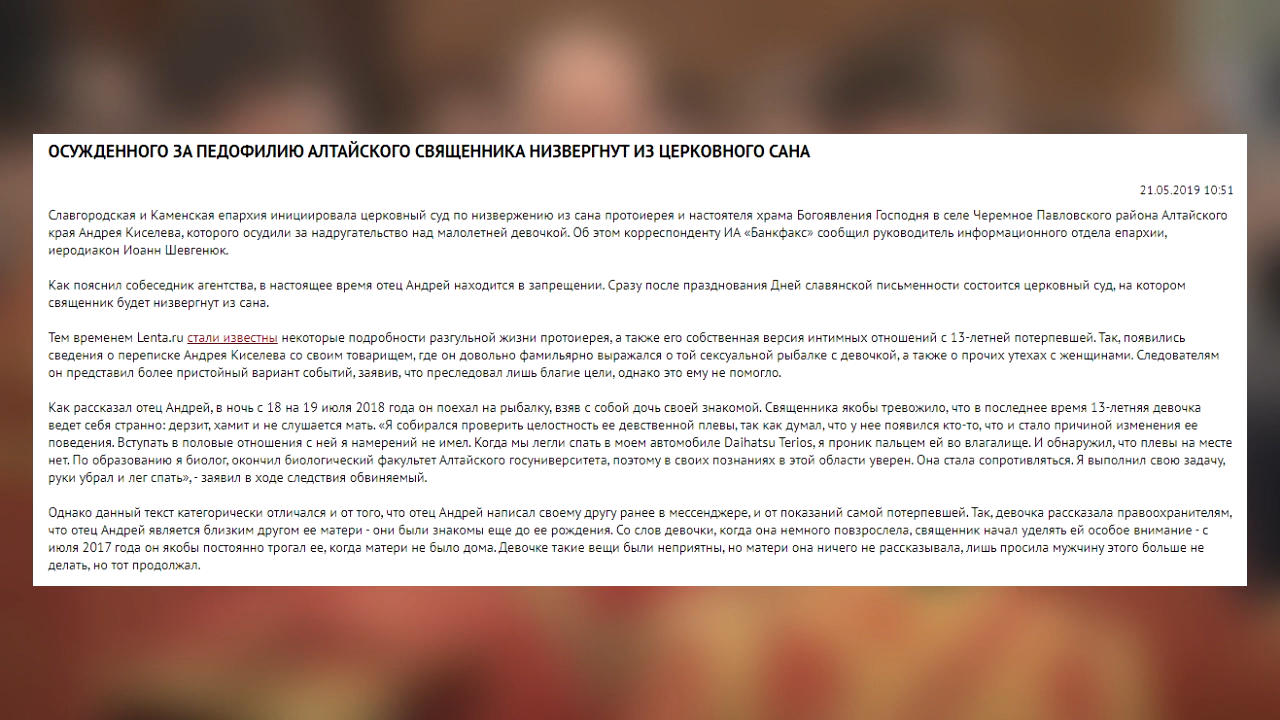 ОСУЖДЕННОГО ЗА ПЕДОФИЛИЮ АЛТАЙСКОГО СВЯЩЕННИКА НИЗВЕРГНУТ ИЗ ЦЕРКОВНОГО САНА
21.05.2019 10:51
Славгородская и Каменская епархия инициировала церковный суд по низвержению из сана протоиерея и настоятеля храма Богоявления Господня в селе Черемное Павловского района Алтайского
края Андрея Киселева, которого осудили за надругательство над малолетней девочкой. Об этом корреспонденту ИА «Банкфакс» сообщил руководитель информационного отдела епархии,
иеродиакон Иоанн Шевгенюк.
Как пояснил собеседник агентства, в настоящее время отец Андрей находится в запрещении. Сразу после празднования Дней славянской письменности состоится церковный суд, на котором
священник будет низвергнут из сана.
Тем временем Lenta.ru стали известны некоторые подробности разгульной жизни протоиерея, а также его собственная версия интимных отношений с 13-летней потерпевшей. Так, появились
сведения о переписке Андрея Киселева со своим товарищем, где он довольно фамильярно выражался о той сексуальной рыбалке с девочкой, а также о прочих утехах с женщинами. Следователям
он представил более пристойный вариант событий, заявив, что преследовал лишь благие цели, однако это ему не помогло.
Как рассказал отец Андрей, в ночь с 18 на 19 июля 2018 года он поехал на рыбалку, взяв с собой дочь своей знакомой. Священника якобы тревожило, что в последнее время 13-летняя девочка
ведет себя странно: дерзит, хамит и не слушается мать. «Я собирался проверить целостность ее девственной плевы, так как думал, что у нее появился кто-то, что и стало причиной изменения ее
поведения. Вступать в половые отношения с ней я намерений не имел. Когда мы легли спать в моем автомобиле Daihatsu Terios, я проник пальцем ей во влагалище. И обнаружил, что плевы на месте
нет. По образованию я биолог, окончил биологический факультет Алтайского госуниверситета, поэтому в своих познаниях в этой области уверен. Она стала сопротивляться. Я выполнил свою задачу,
руки убрал и лег спать», - заявил в ходе следствия обвиняемый.
Однако данный текст категорически отличался и от того, что отец Андрей написал своему другу ранее в мессенджере, и от показаний самой потерпевшей. Так, девочка рассказала правоохранителям,
что отец Андрей является близким другом ее матери - они были знакомы еще до ее рождения. Со слов девочки, когда она немного повзрослела, священник начал уделять ей особое внимание - с
июля 2017 года он якобы постоянно трогал ее, когда матери не было дома. Девочке такие вещи были неприятны, но матери она ничего не рассказывала, лишь просила мужчину этого больше не
делать, но тот продолжал.